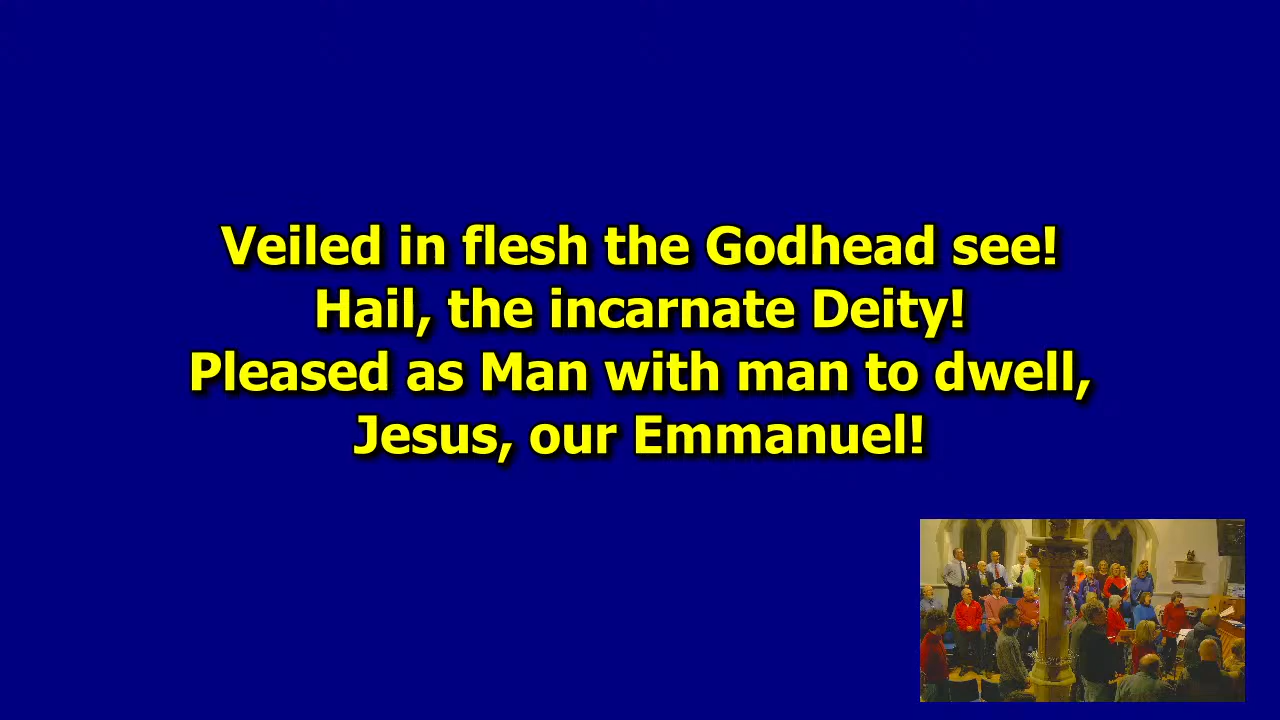 Veiled in flesh the Godhead see!
Hail, the incarnate Deity!
Pleased as Man with man to dwell,
Jesus, our Emmanuel!